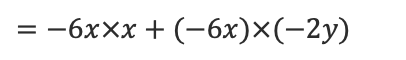 = −6x×x + (−6x)×(−2y)